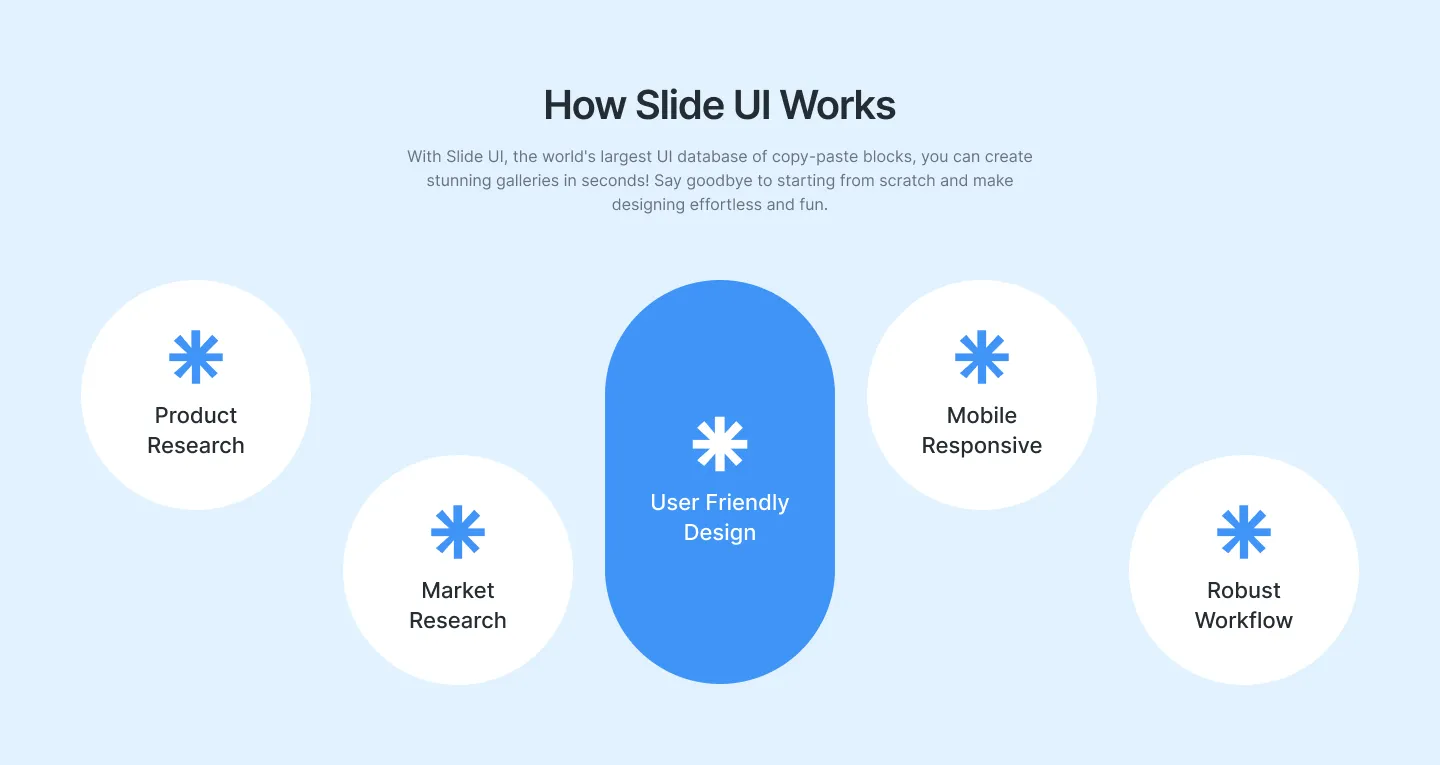 How Slide UI Works
With Slide UI, the world's largest UI database of copy-paste blocks, you can create
stunning galleries in seconds! Say goodbye to starting from scratch and make
designing effortless and fun.
Product
Research
Market
Research
User Friendly
Design
Mobile
Responsive
Robust
Workflow